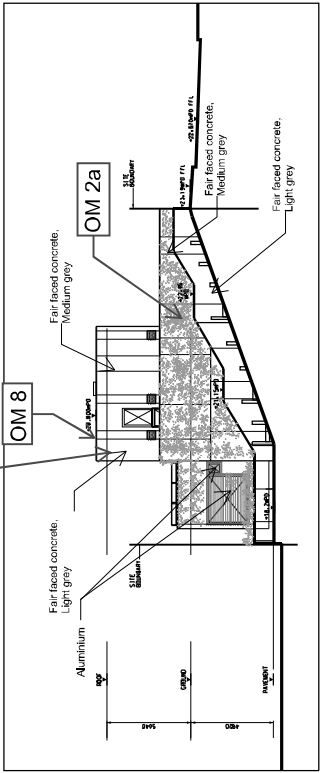 OM 8
OM 2a
Fair faced concrete,
Medium grey
Fair faced concrete,
Light grey
Aluminium
Fair faced concrete,
Medium grey
Fair faced concrete,
Light grey
SITE
BOUNDARY
SITE
BOUNDARY
ROOF
GROUND
PAVEMENT
5640